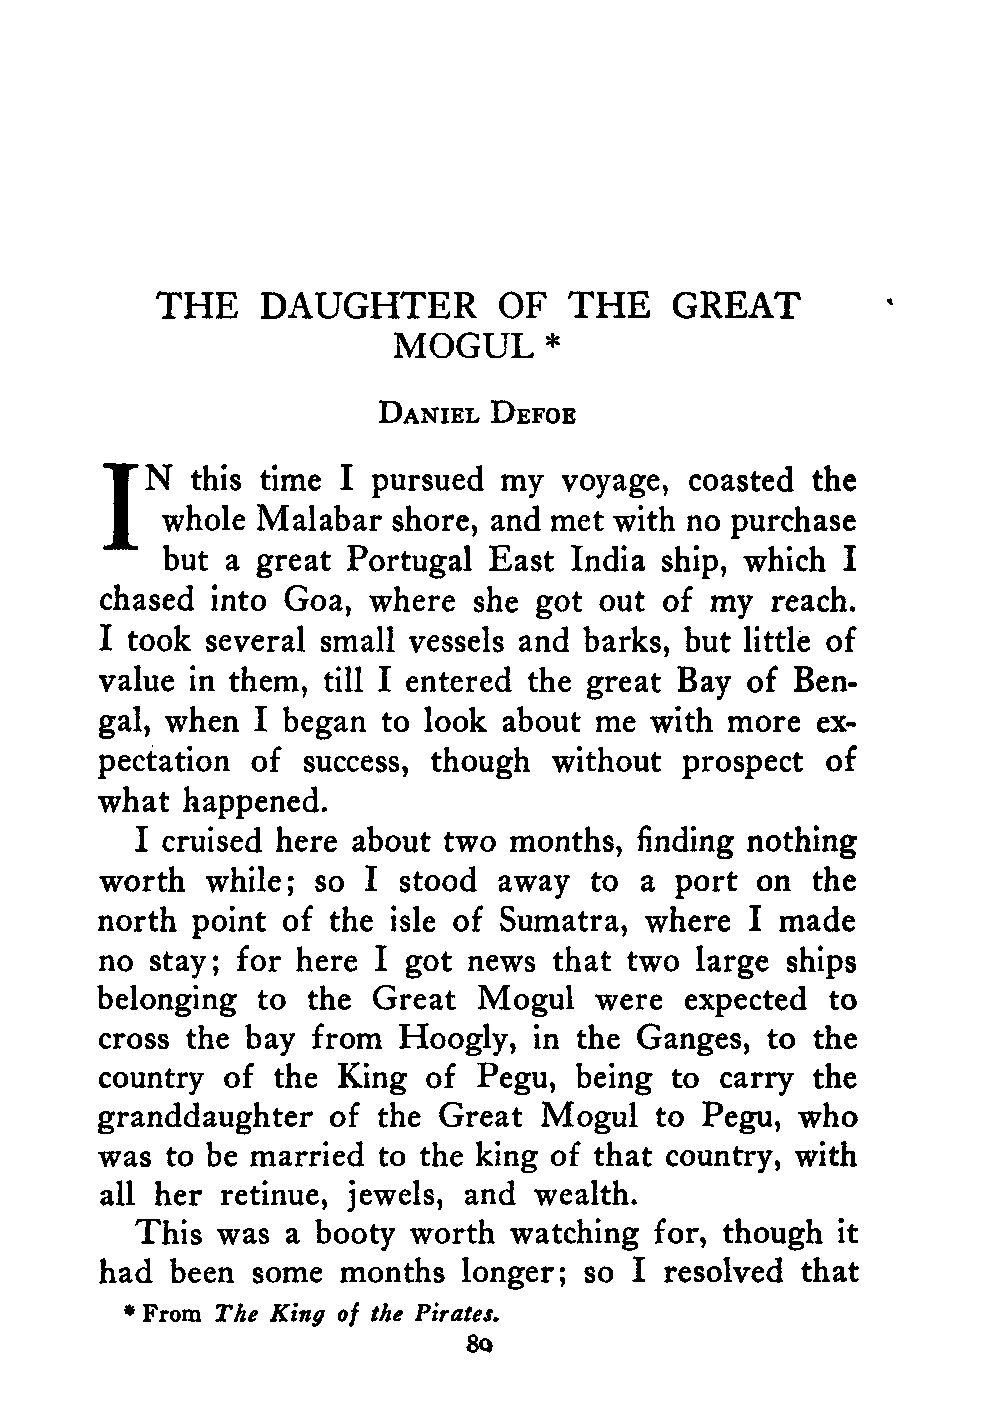 THE DAUGHTER OF THE GREAT
MOGUL *
DANIEL DEFOE
IN this time I pursued my voyage, coasted the
whole Malabar shore, and met with no purchase
but a great Portugal East India ship, which I
chased into Goa, where she got out of my reach.
I took several small vessels and barks, but little of
value in them, till I entered the great Bay of Ben-
gal, when I began to look about me with more ex-
pectation of success, though without prospect of
what happened.
I cruised here about two months, finding nothing
worth while; so I stood away to a port on the
north point of the isle of Sumatra, where I made
no stay; for here I got news that two large ships
belonging to the Great Mogul were expected to
cross the bay from Hoogly, in the Ganges, to the
country of the King of Pegu, being to carry the
granddaughter of the Great Mogul to Pegu, who
was to be married to the king of that country, with
all her retinue, jewels, and wealth.
This was a booty worth watching for, though it
had been some months longer; so I resolved that
* From The King of the Pirates.
80